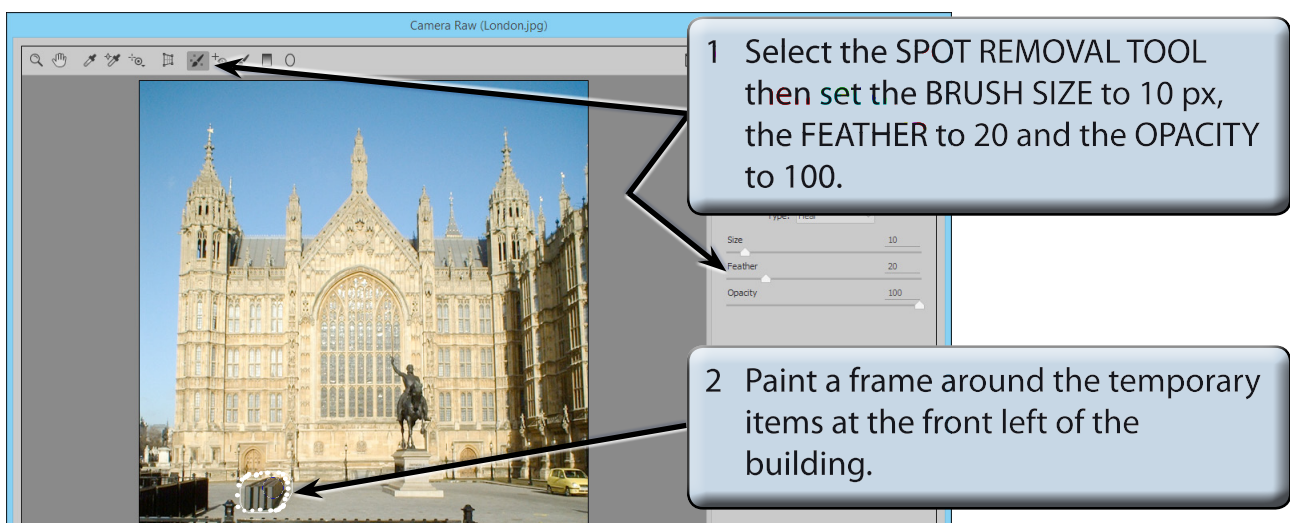 Camera Raw (London.jpg)
1 Select the SPOT REMOVAL TOOL
then set the BRUSH SIZE to 10 px,
the FEATHER to 20 and the OPACITY
to 100.
Type: Heal
Size 10
Feather 20
Opacity 100
2 Paint a frame around the temporary
items at the front left of the
building.